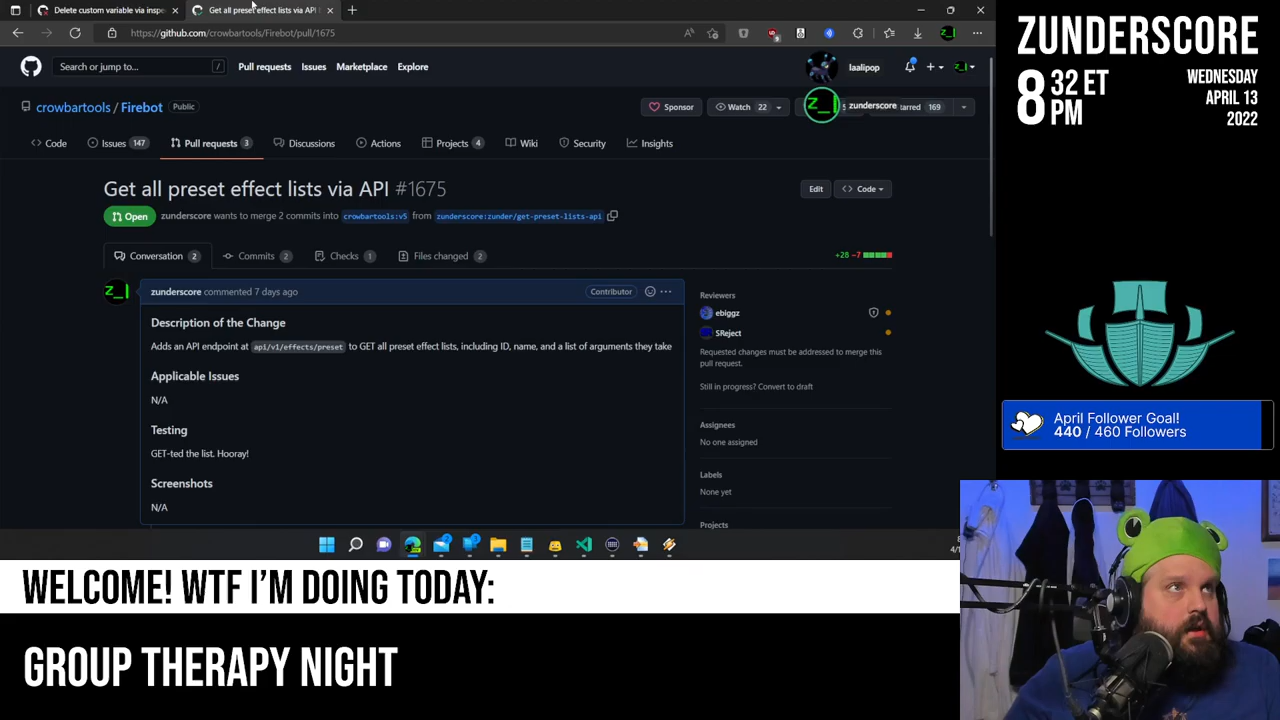 Delete custom variable via inspe
Get all preset effect lists via API
https://github.com/crowbartools/Firebot/pull/1675
Search or jump to...
/
Pull requests
Issues
Marketplace
Explore
laalipop
crowbartools / Firebot
Public
Sponsor
Watch 22
zunderscore
arred 169
Code
Issues 147
Pull requests 3
Discussions
Actions
Projects 4
Wiki
Security
Insights
Get all preset effect lists via API #1675
Edit
Code
Open
zunderscore wants to merge 2 commits into crowbartools:v5 from zunderscore:zunder/get-preset-lists-api
Conversation 2
Commits 2
Checks 1
Files changed 2
+28 −7
zunderscore commented 7 days ago
Contributor
Description of the Change
Adds an API endpoint at api/v1/effects/preset to GET all preset effect lists, including ID, name, and a list of arguments they take
Applicable Issues
N/A
Testing
GET-ted the list. Hooray!
Screenshots
N/A
Reviewers
ebiggz
SReject
Requested changes must be addressed to merge this
pull request.
Still in progress? Convert to draft
Assignees
No one assigned
Labels
None yet
Projects
ZUNDERSCORE
8 32 ET
PM
WEDNESDAY
APRIL 13
2022
April Follower Goal!
440 / 460 Followers
WELCOME! WTF I'M DOING TODAY:
GROUP THERAPY NIGHT